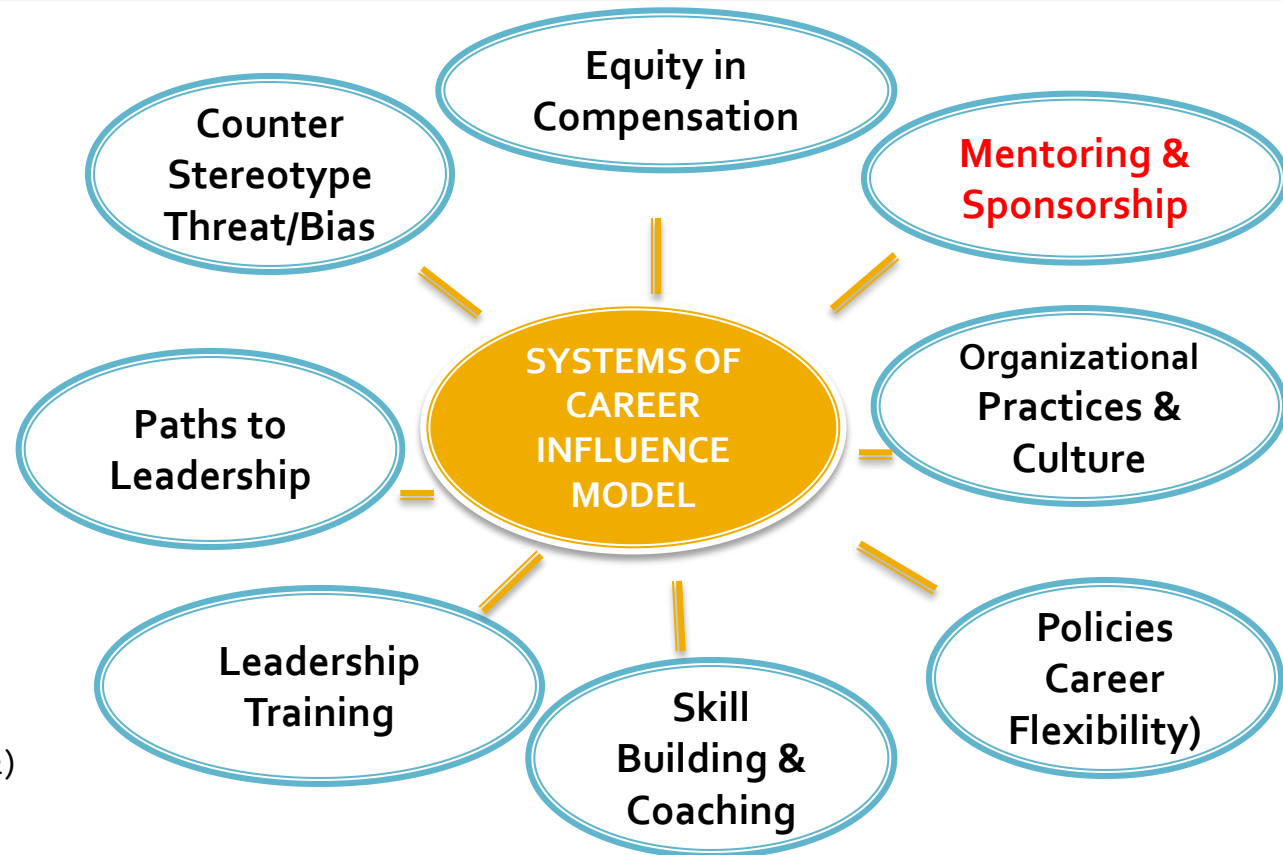 Equity in
Compensation
Counter
Stereotype
Threat/Bias
Mentoring &
Sponsorship
SYSTEMS OF
CAREER
INFLUENCE
MODEL
Organizational
Practices &
Culture
Paths to
Leadership
Policies
Career
Flexibility)
Leadership
Training
Skill
Building &
Coaching
)